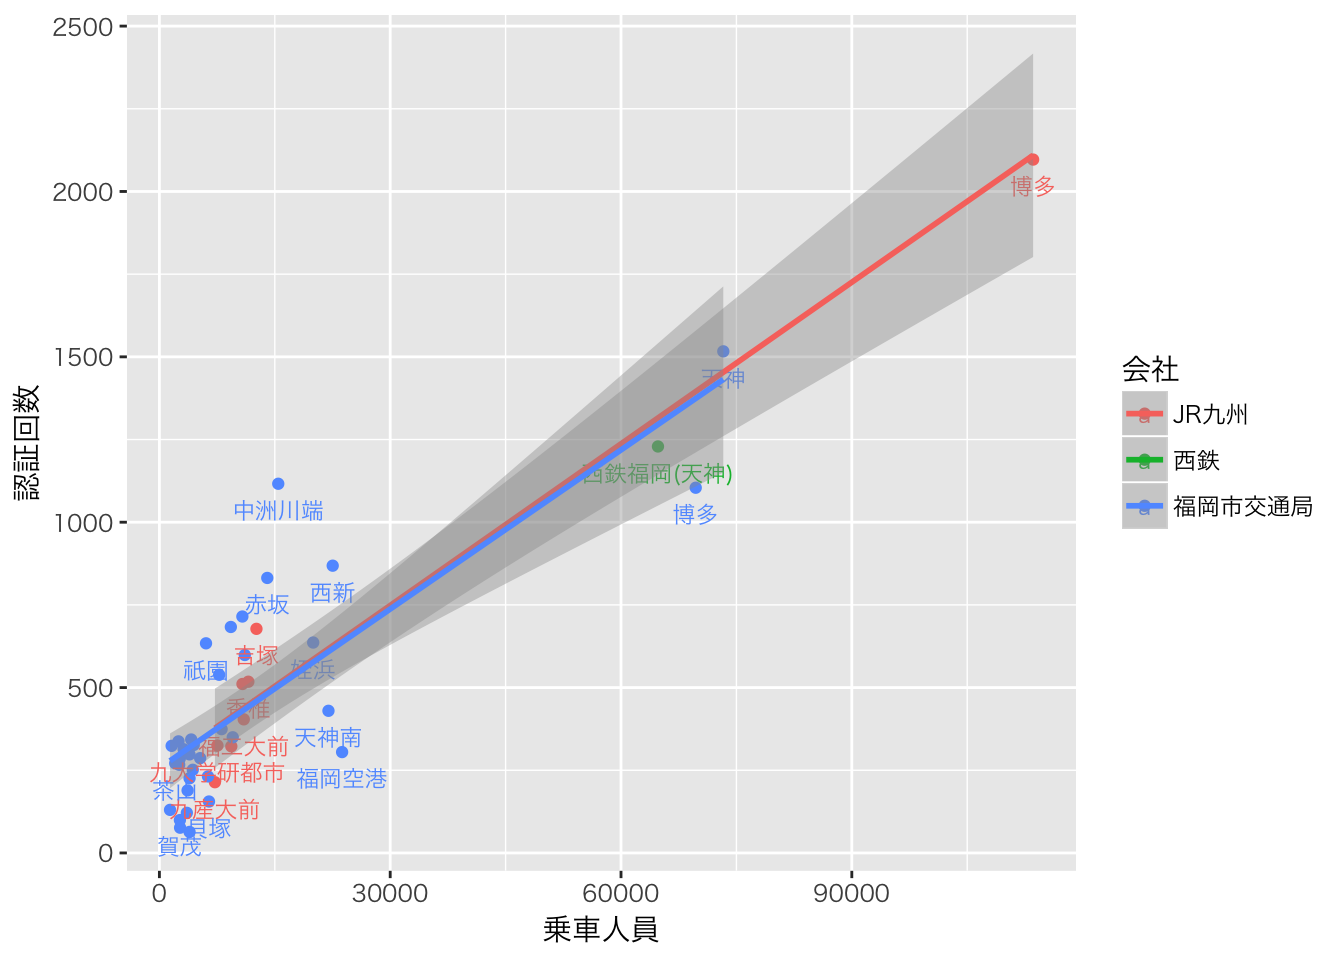 2500
2000
1500
1000
500
0
認証回数
博多
天神
西鉄福岡(天神)
博多
中洲川端
西新
赤坂
吉塚
祇園
姪浜
香椎
天神南
福工大前
九大学研都市
福岡空港
茶山
九産大前
貝塚
賀茂
0
30000
60000
90000
乗車人員
会社
JR九州
西鉄
福岡市交通局